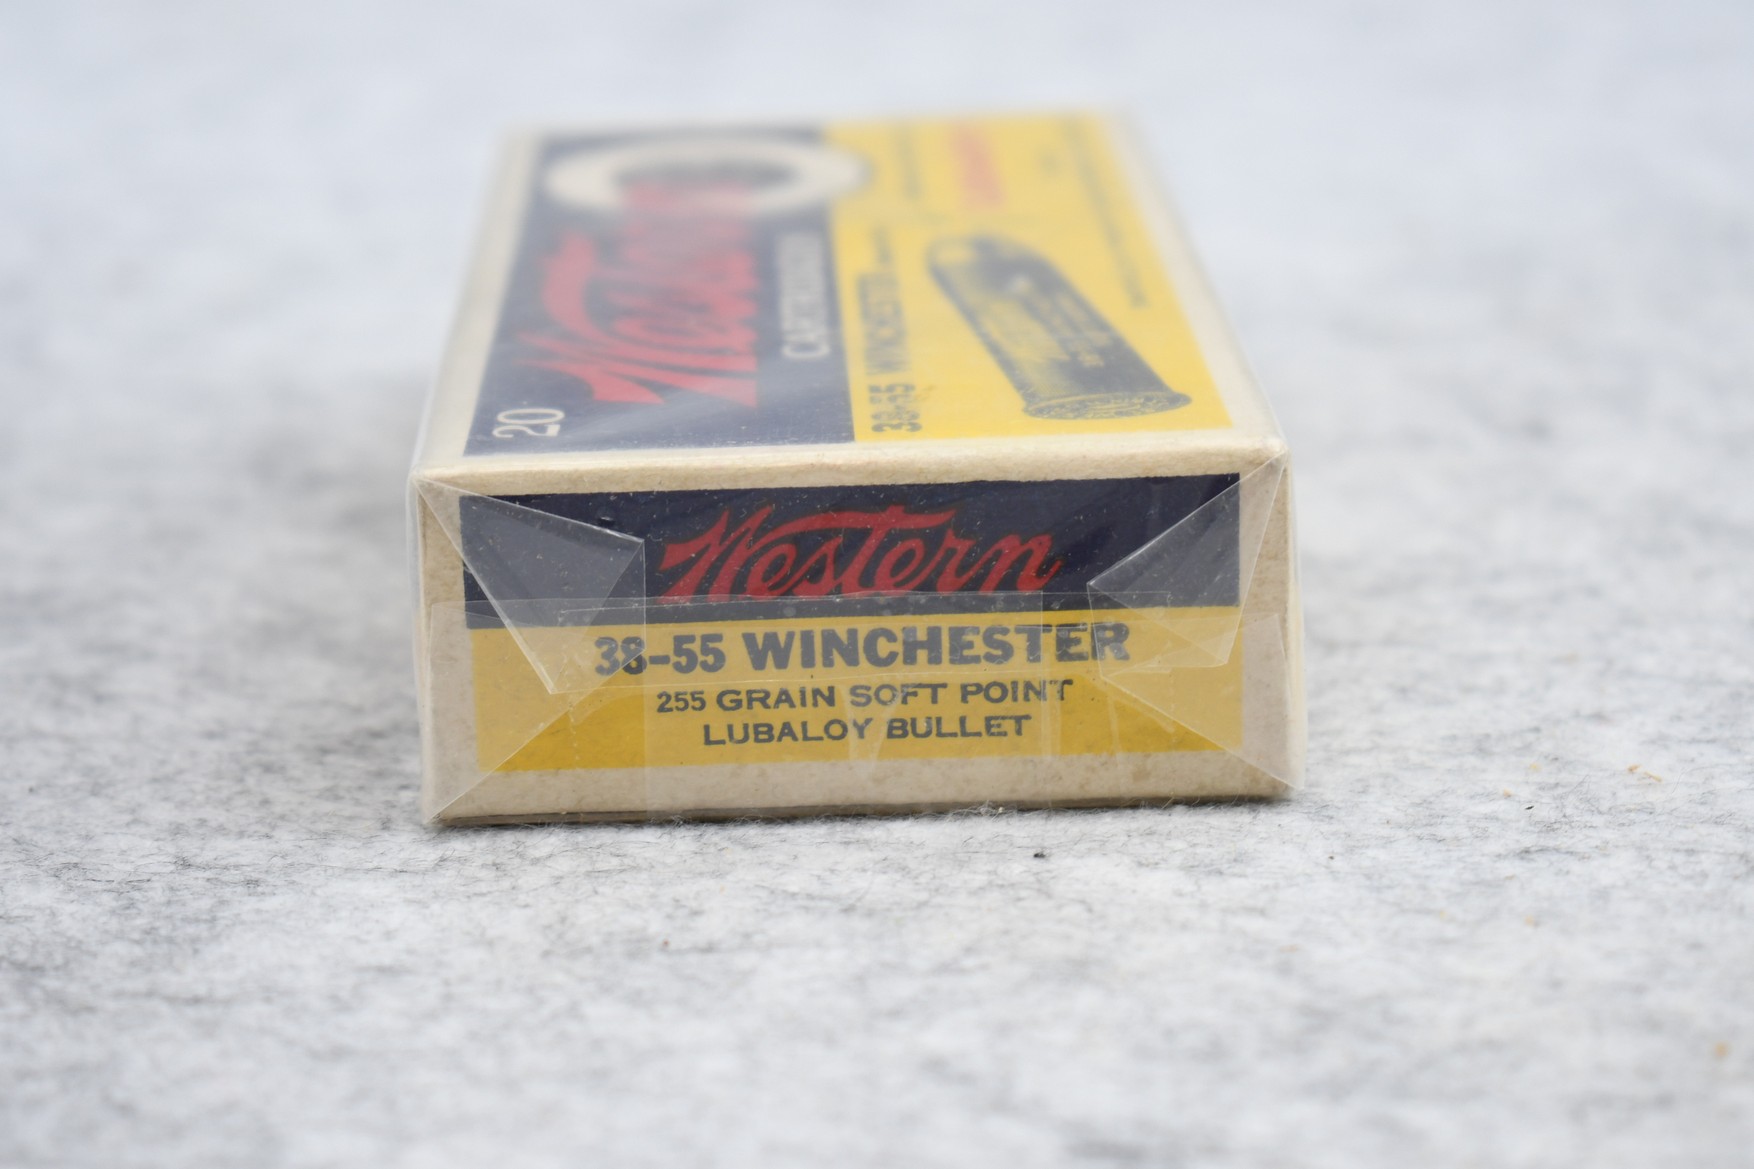 20
Western
CARTRIDGES
38-55 WINCHESTER
Western
38-55 WINCHESTER
255 GRAIN SOFT POINT
LUBALOY BULLET